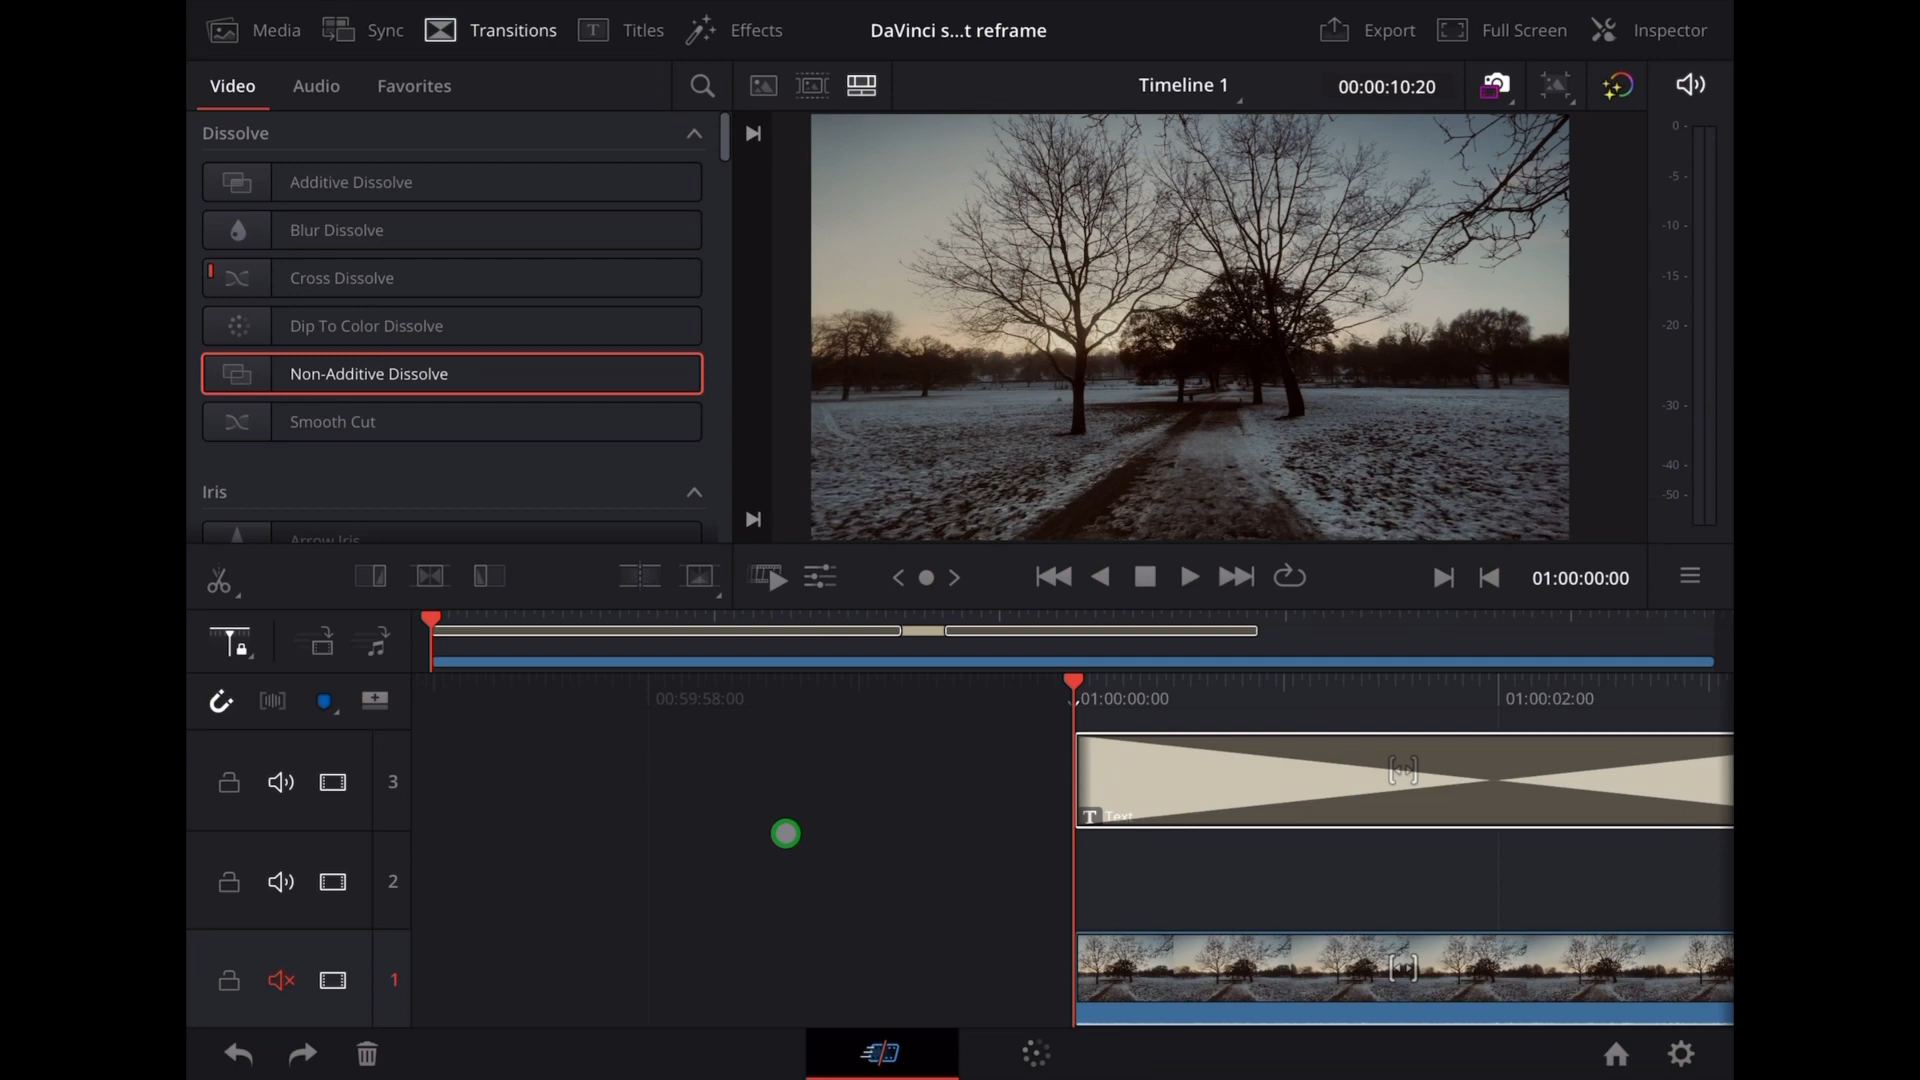 Media
Sync
Transitions
Titles
Effects
DaVinci s...t reframe
Export
Full Screen
Inspector
Video
Audio
Favorites
Timeline 1
00:00:10:20
Dissolve
Additive Dissolve
Blur Dissolve
Cross Dissolve
Dip To Color Dissolve
Non-Additive Dissolve
Smooth Cut
Iris
Arrow Iris
0
-5
-10
-15
-20
-30
-40
-50
01:00:00:00
00:59:58:00
01:00:00:00
01:00:02:00
3
T Text
2
1